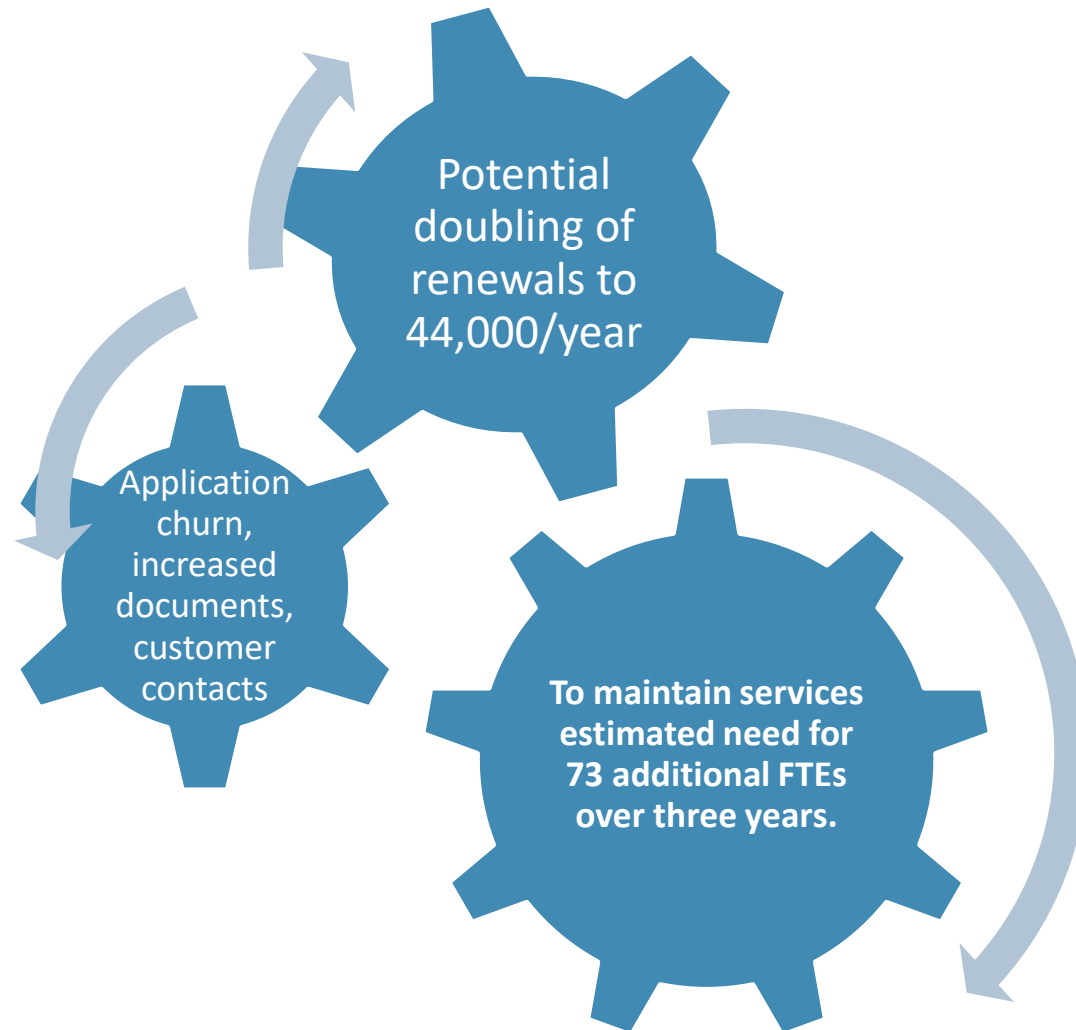 Potential
doubling of
renewals to
44,000/year
Application
churn,
increased
documents,
customer
contacts
To maintain services
estimated need for
73 additional FTEs
over three years.